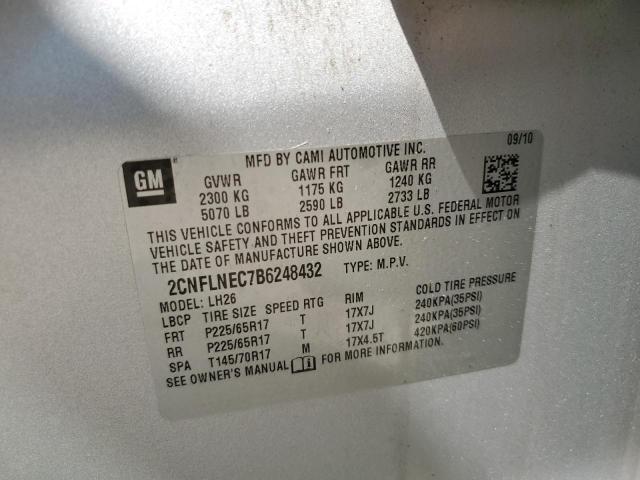 09/10
MFD BY CAMI AUTOMOTIVE INC.
GM
GVWR GAWR FRT GAWR RR
2300 KG 1175 KG 1240 KG
5070 LB 2590 LB 2733 LB
THIS VEHICLE CONFORMS TO ALL APPLICABLE U.S. FEDERAL MOTOR
VEHICLE SAFETY AND THEFT PREVENTION STANDARDS IN EFFECT ON
THE DATE OF MANUFACTURE SHOWN ABOVE.
2CNFLNEC7B6248432 TYPE: M.P.V.
MODEL: LH26
LBCP TIRE SIZE SPEED RTG RIM COLD TIRE PRESSURE
FRT P225/65R17 T 17X7J 240KPA(35PSI)
RR P225/65R17 T 17X7J 240KPA(35PSI)
SPA T145/70R17 M 17X4.5T 420KPA(60PSI)
SEE OWNER'S MANUAL FOR MORE INFORMATION.